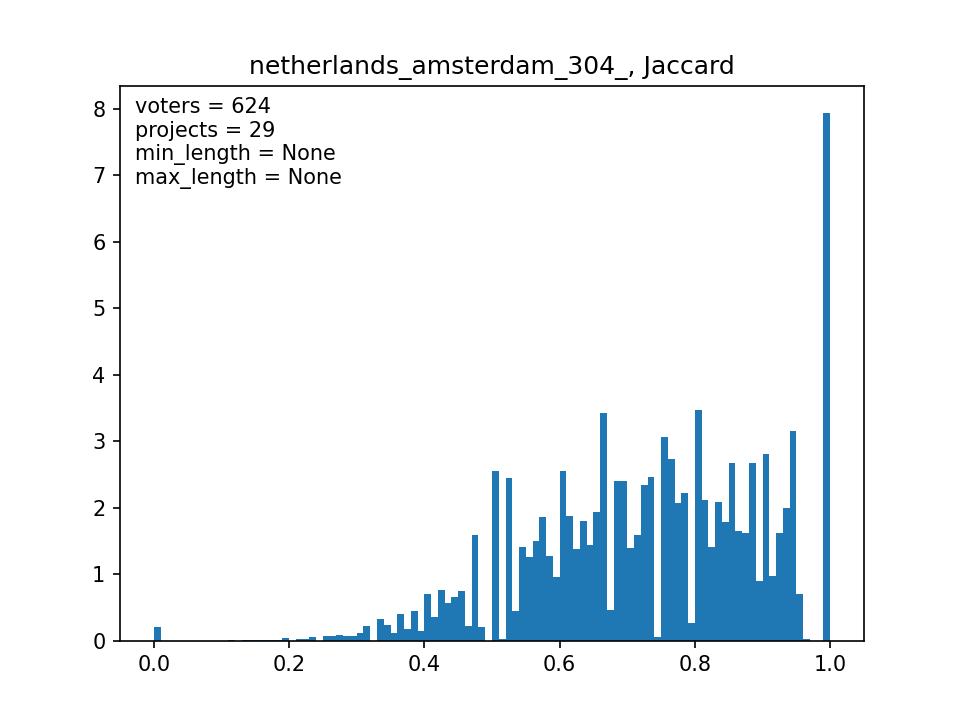 netherlands_amsterdam_304_, Jaccard
voters = 624
projects = 29
min_length = None
max_length = None
8
7
6
5
4
3
2
1
0
0.0 0.2 0.4 0.6 0.8 1.0